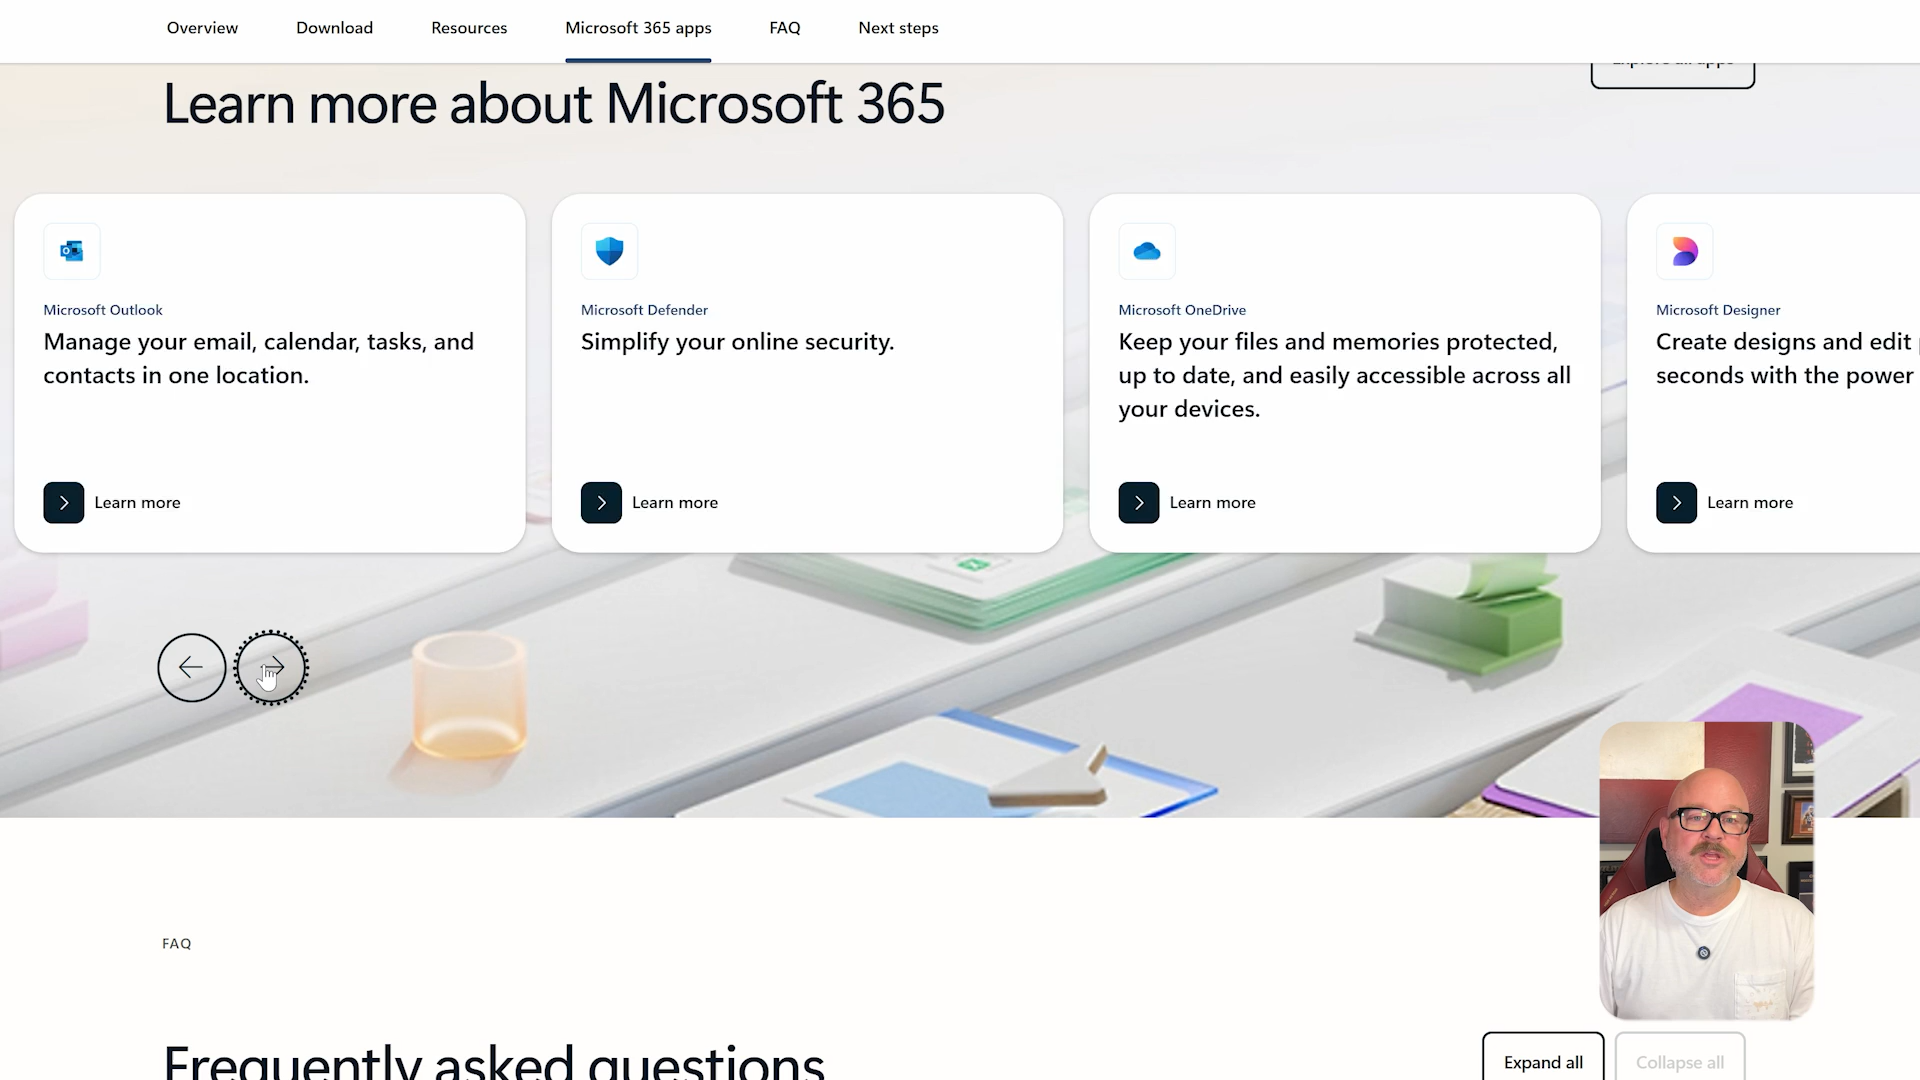 Overview
Download
Resources
Microsoft 365 apps
FAQ
Next steps
Explore all apps
Learn more about Microsoft 365
Microsoft Outlook
Manage your email, calendar, tasks, and
contacts in one location.
Learn more
Microsoft Defender
Simplify your online security.
Learn more
Microsoft OneDrive
Keep your files and memories protected,
up to date, and easily accessible across all
your devices.
Learn more
Microsoft Designer
Create designs and edit
seconds with the power
Learn more
FAQ
Frequently asked questions
Expand all
Collapse all